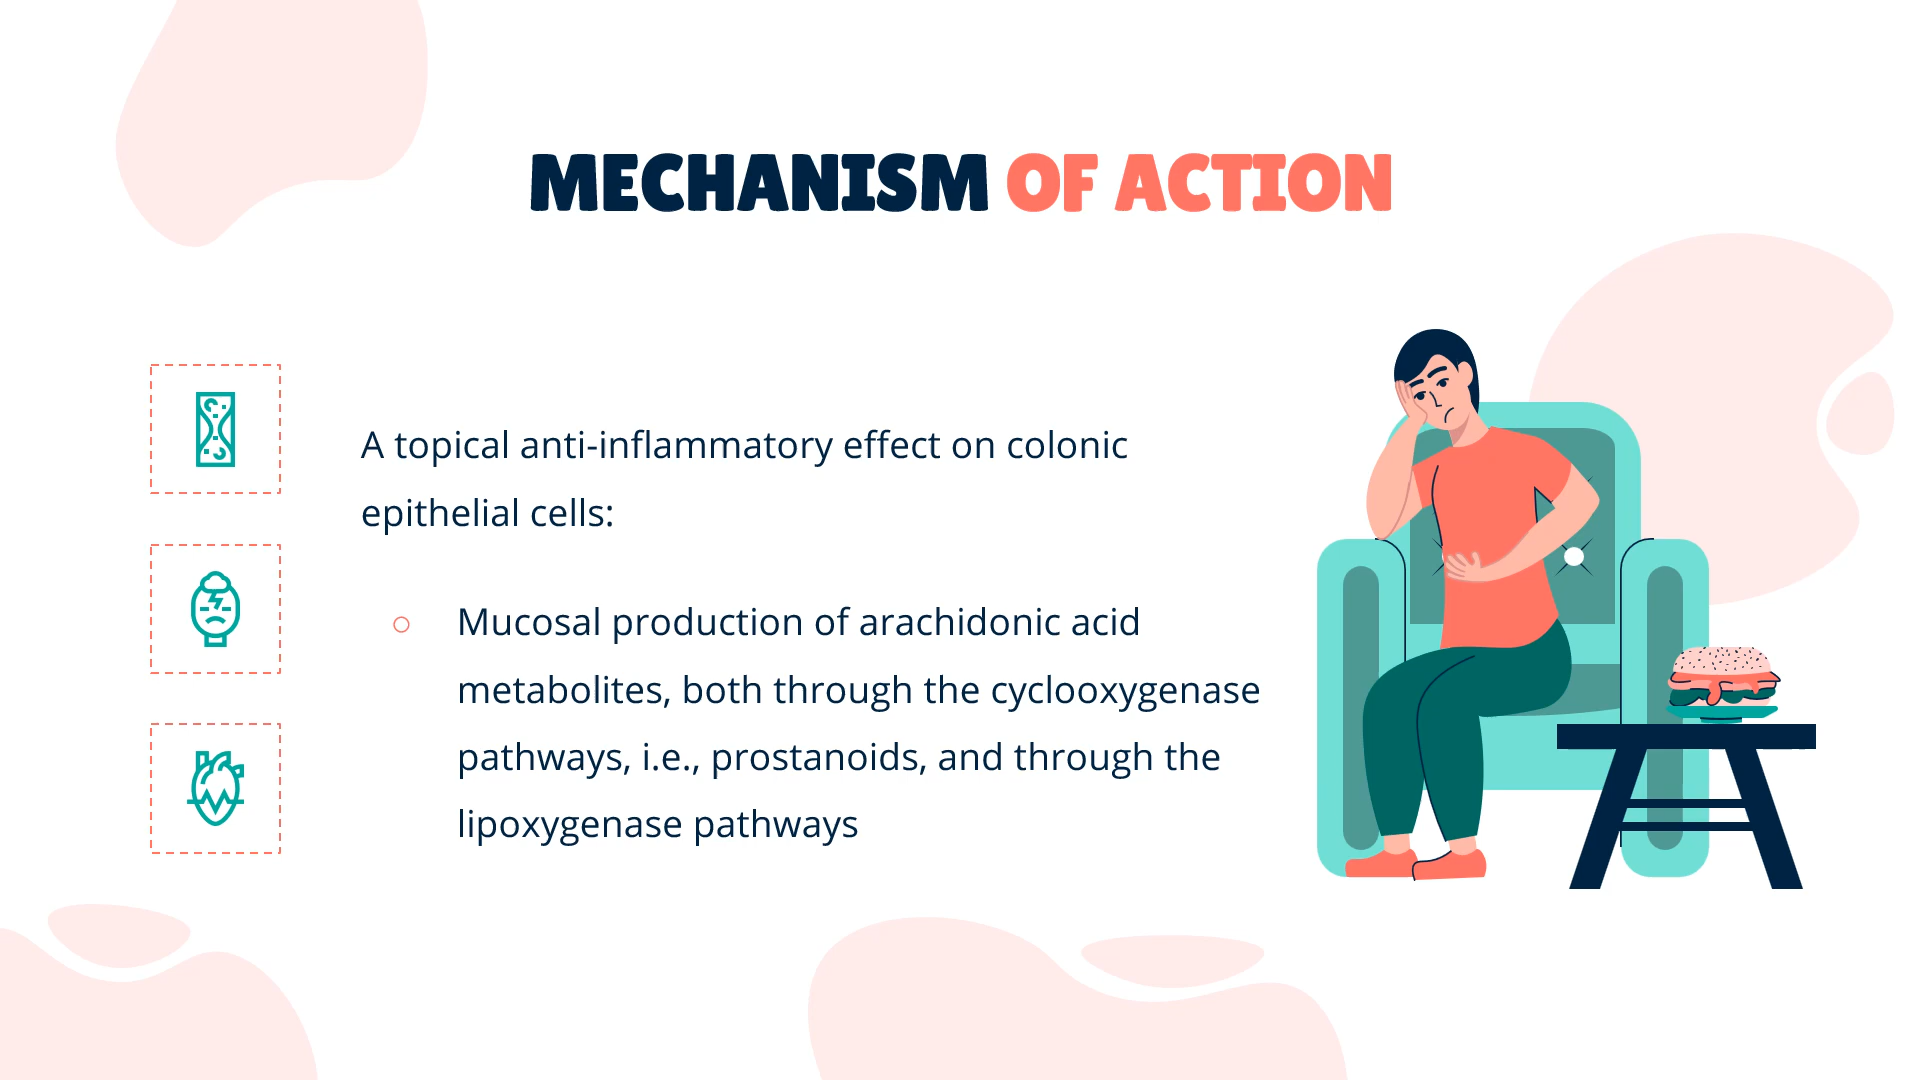 MECHANISM OF ACTION
A topical anti-inflammatory effect on colonic
epithelial cells:
○ Mucosal production of arachidonic acid
metabolites, both through the cyclooxygenase
pathways, i.e., prostanoids, and through the
lipoxygenase pathways